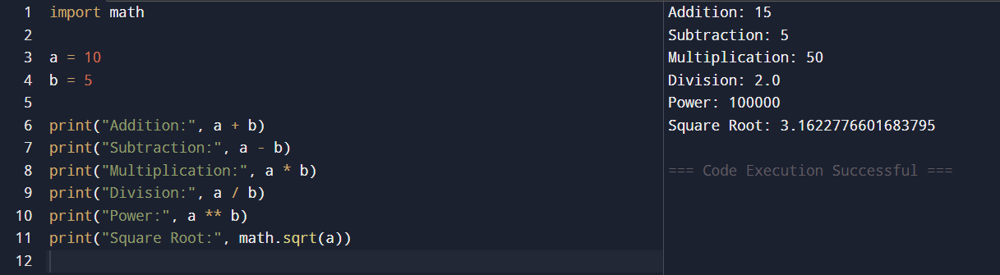 1 import math
2
3 a = 10
4 b = 5
5
6 print("Addition:", a + b)
7 print("Subtraction:", a - b)
8 print("Multiplication:", a * b)
9 print("Division:", a / b)
10 print("Power:", a ** b)
11 print("Square Root:", math.sqrt(a))
12
Addition: 15
Subtraction: 5
Multiplication: 50
Division: 2.0
Power: 100000
Square Root: 3.1622776601683795
=== Code Execution Successful ===